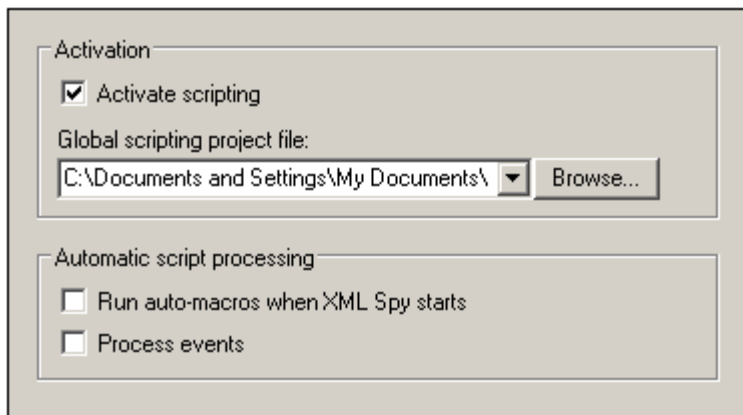 Activation
Activate scripting
Global scripting project file:
C:\Documents and Settings\My Documents\ Browse...
Automatic script processing
Run auto-macros when XML Spy starts
Process events